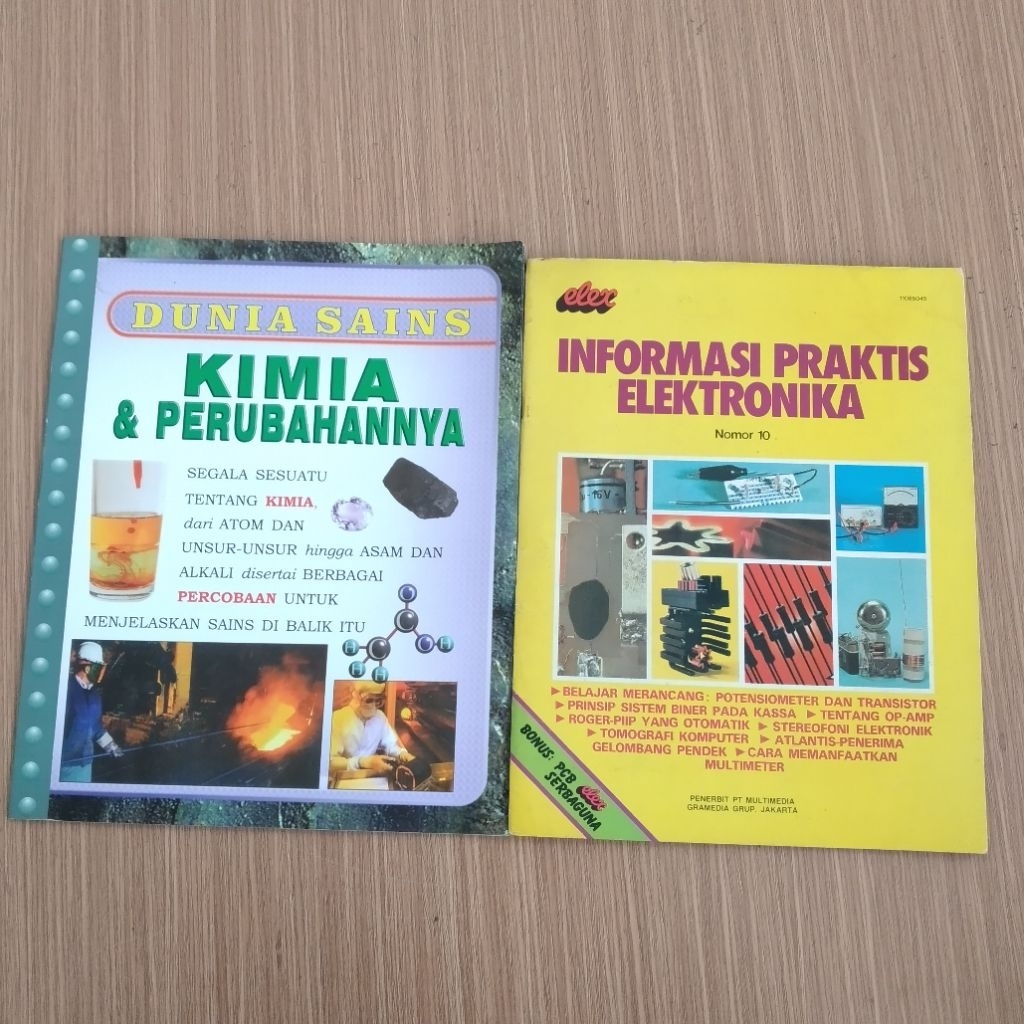 DUNIA SAINS
KIMIA
& PERUBAHANNYA
SEGALA SESUATU
TENTANG KIMIA,
dari ATOM DAN
UNSUR-UNSUR hingga ASAM DAN
ALKALI disertai BERBAGAI
PERCOBAAN UNTUK
MENJELASKAN SAINS DI BALIK ITU
O
C
O H
H C
H H
elex
INFORMASI PRAKTIS
ELEKTRONIKA
Nomor 10
- 16 V -
▶ BELAJAR MERANCANG: POTENSIOMETER DAN TRANSISTOR
▶ PRINSIP SISTEM BINER PADA KASSA ▶ TENTANG OP-AMP
▶ ROGER-PIIP YANG OTOMATIK ▶ STEREOFONI ELEKTRONIK
▶ TOMOGRAFI KOMPUTER ▶ ATLANTIS-PENERIMA
GELOMBANG PENDEK ▶ CARA MEMANFAATKAN
MULTIMETER
BONUS: PCB elex
SERBAGUNA
PENERBIT PT MULTIMEDIA
GRAMEDIA GRUP, JAKARTA